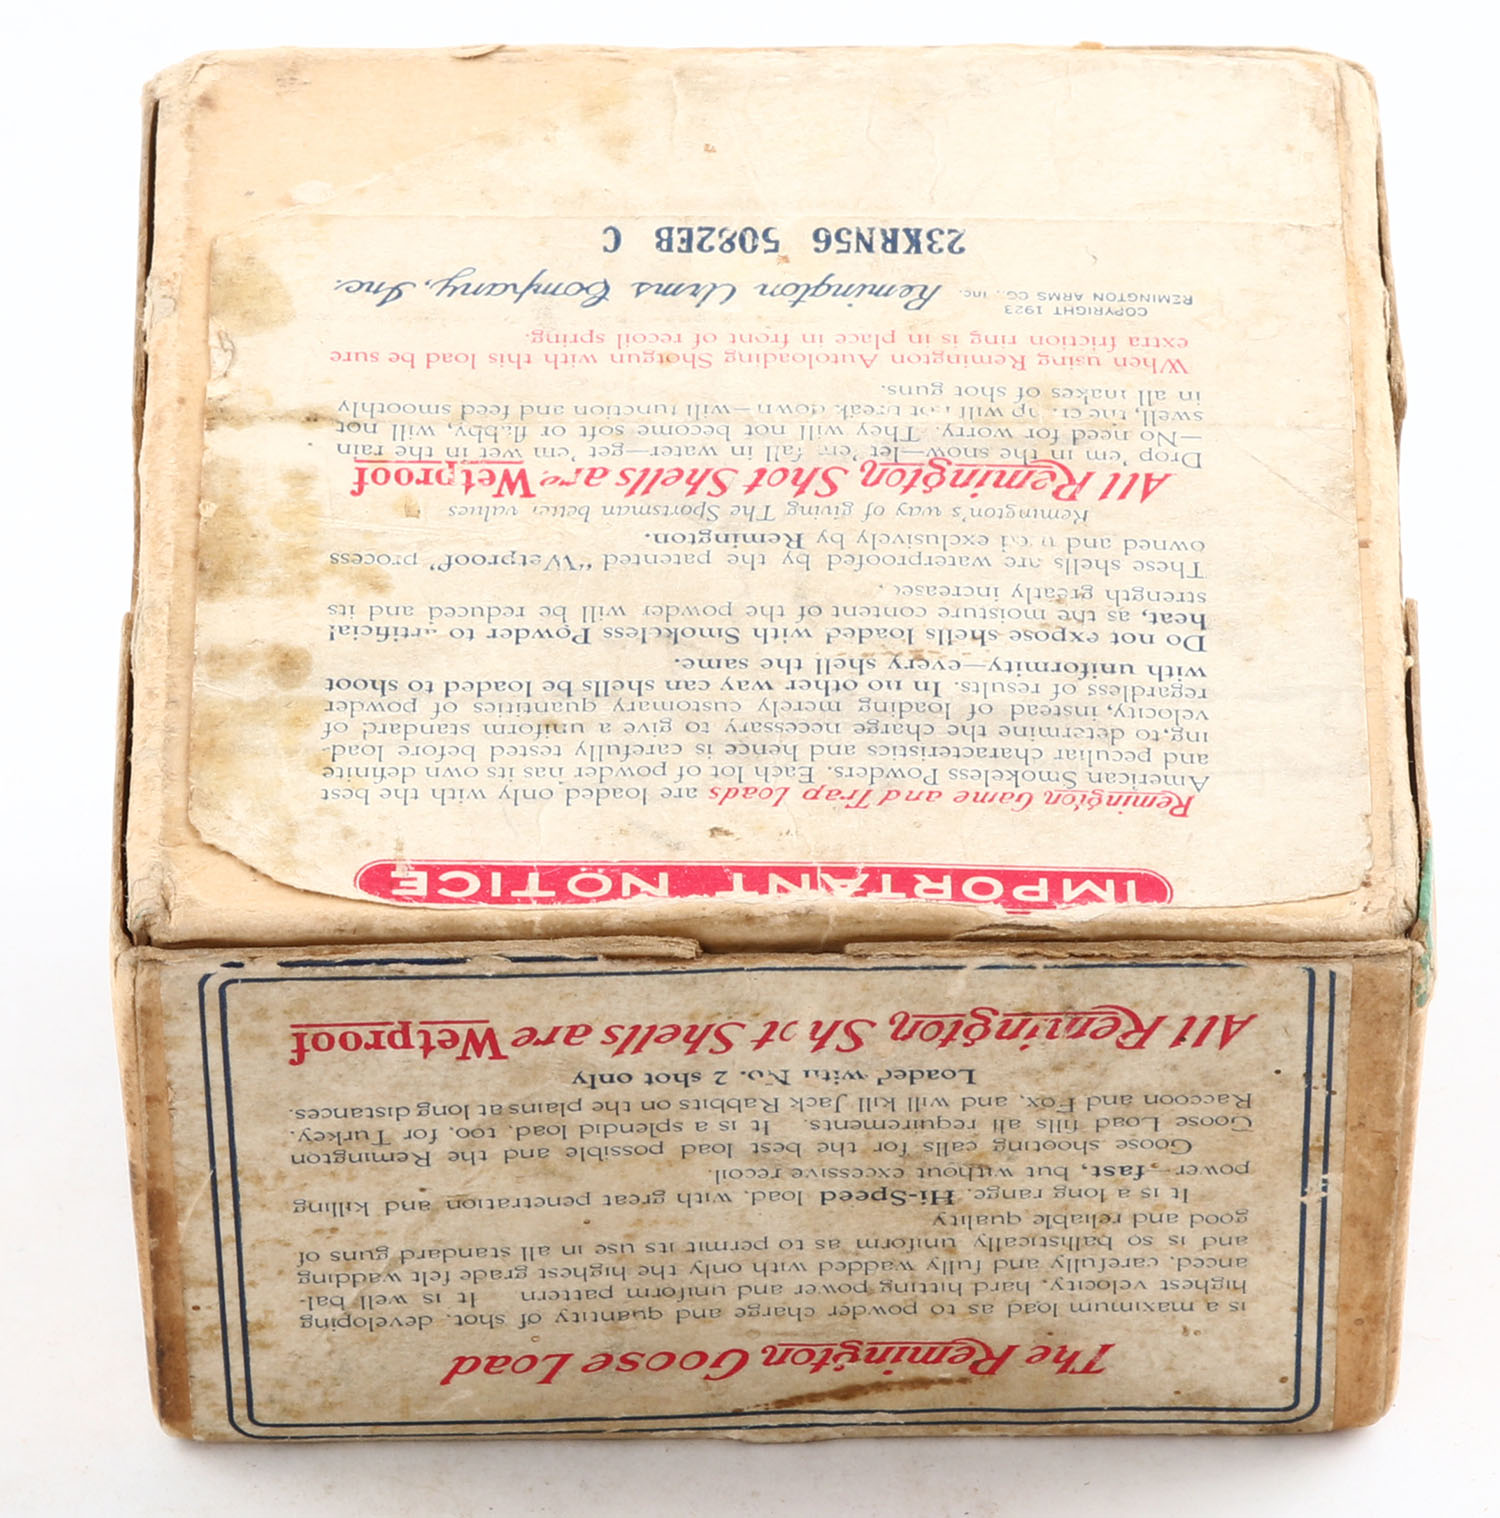 IMPORTANT NOTICE
Remington Game and Trap Loads are loaded only with the best
American Smokeless Powders. Each lot of powder has its own definite
and peculiar characteristics and hence is carefully tested before load-
ing, to determine the charge necessary to give a uniform standard of
velocity, instead of loading merely customary quantities of powder
regardless of results. In no other way can shells be loaded to shoot
with uniformity—every shell the same.
Do not expose shells loaded with Smokeless Powder to artificial
heat, as the moisture content of the powder will be reduced and its
strength greatly increased.
These shells are waterproofed by the patented "Wetproof" process
owned and used exclusively by Remington.
Remington's way of giving The Sportsman better values
All Remington Shot Shells are Wetproof
Drop 'em in the snow—let 'em fall in water—get 'em wet in the rain
—No need for worry. They will not become soft or flabby, will not
swell, the crimp will not break down—will function and feed smoothly
in all makes of shot guns.
When using Remington Autoloading Shotgun with this load be sure
extra friction ring is in place in front of recoil spring.
COPYRIGHT 1923
REMINGTON ARMS CO., Inc. Remington Arms Company, Inc.
23KRN56 5082EB C
The Remington Goose Load
is a maximum load as to powder charge and quantity of shot, developing
highest velocity, hard hitting power and uniform pattern It is well bal-
anced, carefully and fully wadded with only the highest grade felt wadding
and is so ballistically uniform as to permit its use in all standard guns of
good and reliable quality
It is a long range, Hi-Speed load, with great penetration and killing
power—fast, but without excessive recoil.
Goose shooting calls for the best load possible and the Remington
Goose Load fills all requirements. It is a splendid load, too, for Turkey,
Raccoon and Fox, and will kill Jack Rabbits on the plains at long distances.
Loaded with No. 2 shot only
All Remington Shot Shells are Wetproof